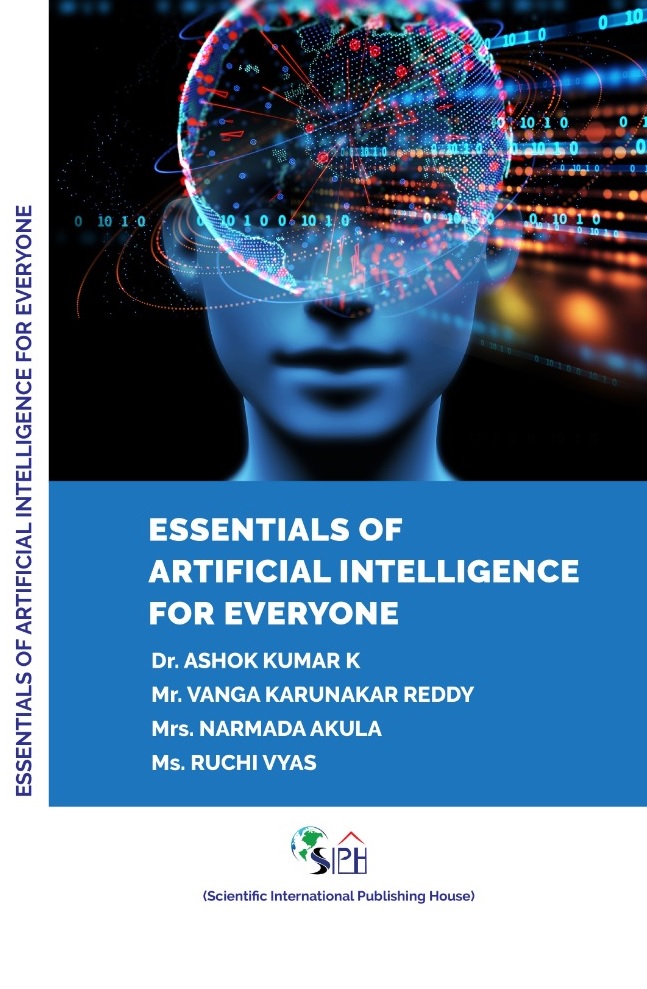 ESSENTIALS OF ARTIFICIAL INTELLIGENCE FOR EVERYONE
ESSENTIALS OF
ARTIFICIAL INTELLIGENCE
FOR EVERYONE
Dr. ASHOK KUMAR K
Mr. VANGA KARUNAKAR REDDY
Mrs. NARMADA AKULA
Ms. RUCHI VYAS
SIPH
(Scientific International Publishing House)